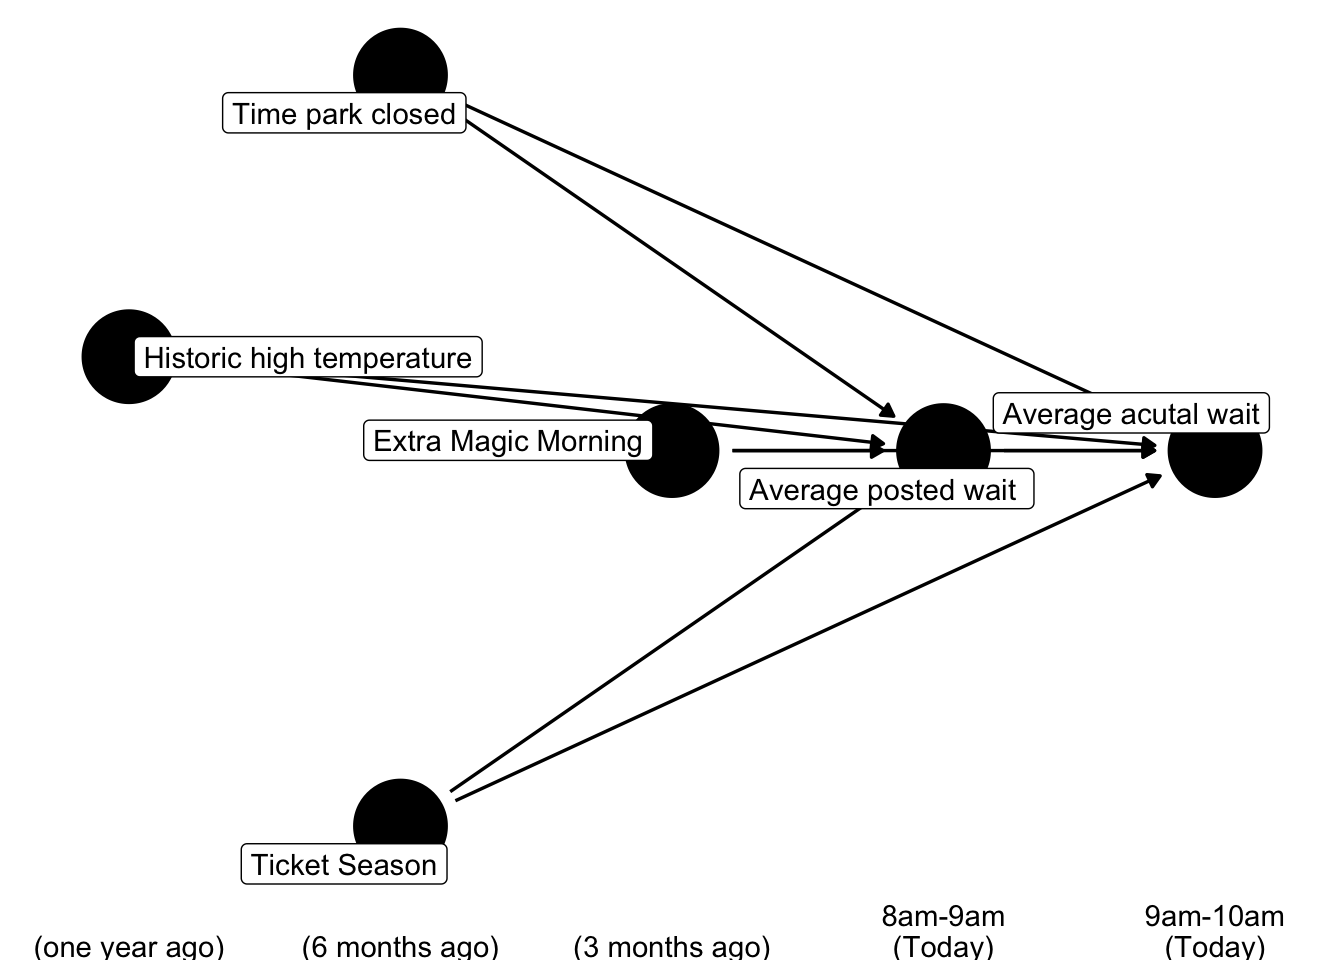 Time park closed
Historic high temperature
Average acutal wait
Extra Magic Morning
Average posted wait
Ticket Season
8am-9am
9am-10am
(one year ago)
(6 months ago)
(3 months ago)
(Today)
(Today)